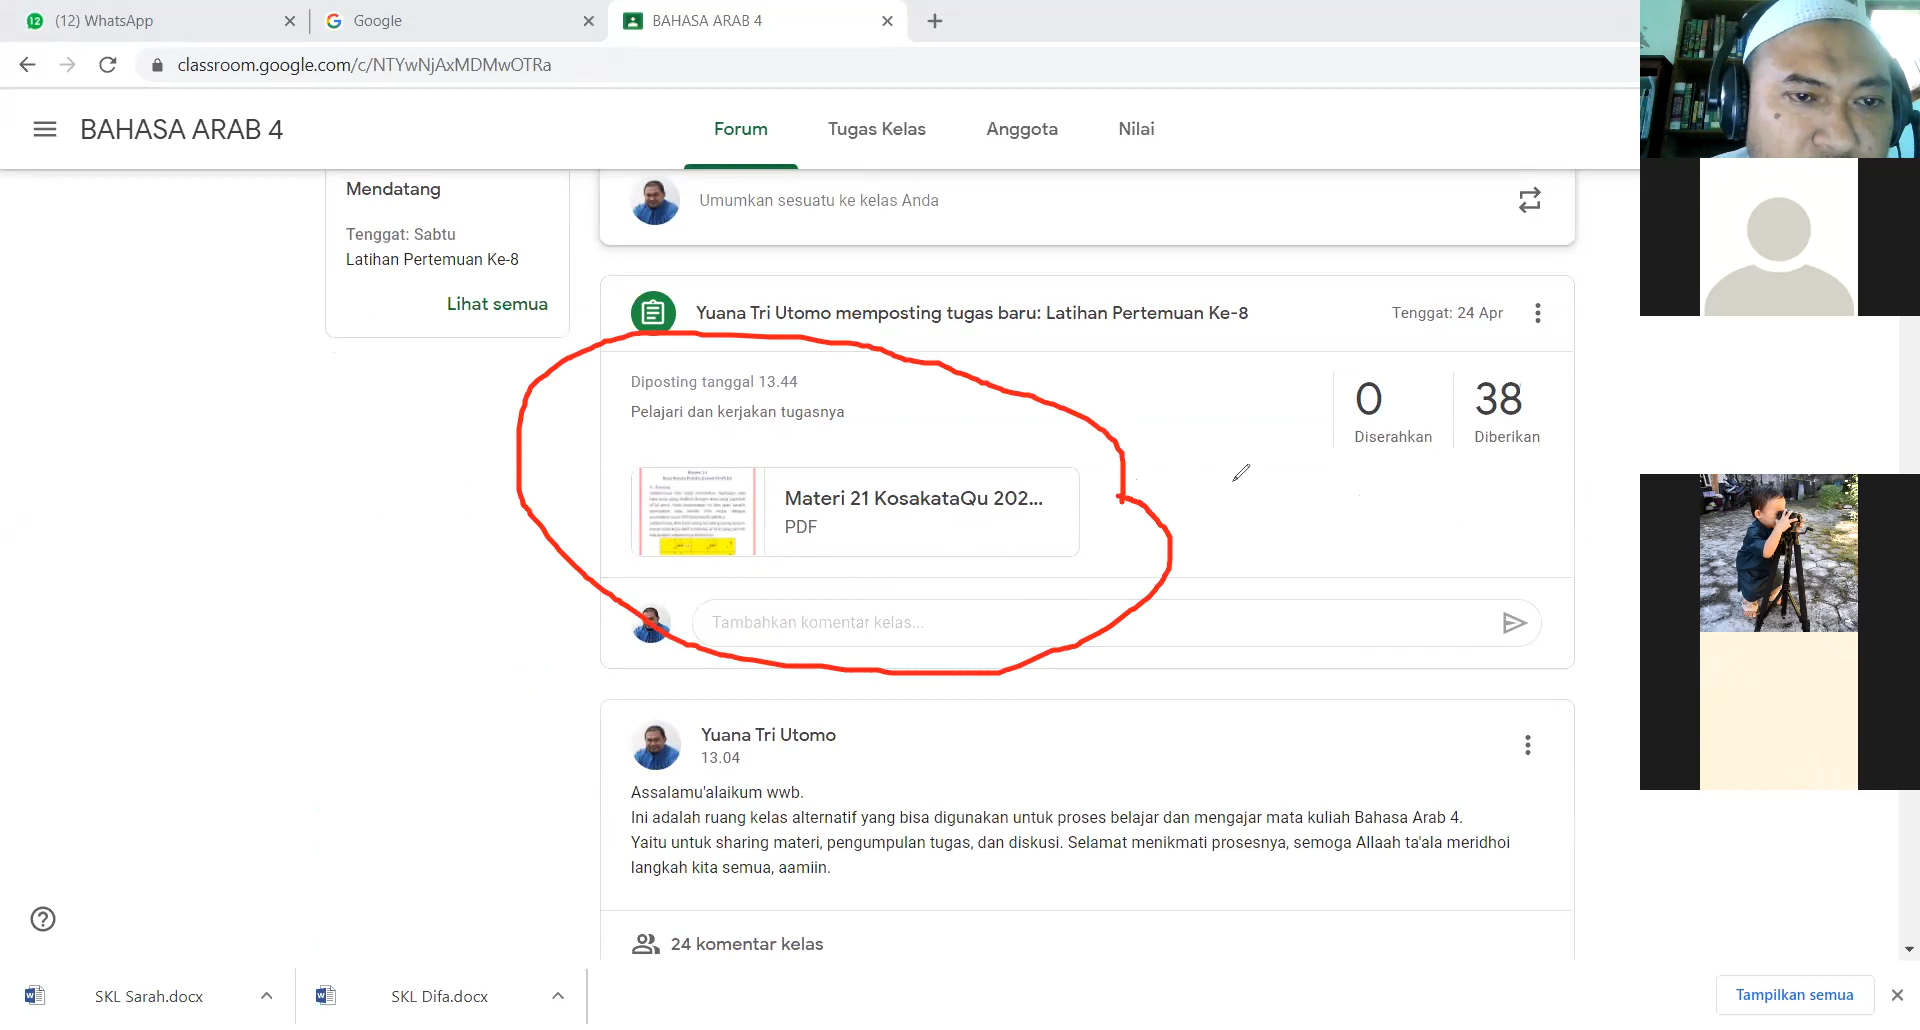 (12) WhatsApp
Google
BAHASA ARAB 4
classroom.google.com/c/NTYwNjAxMDMwOTRa
BAHASA ARAB 4
Forum
Tugas Kelas
Anggota
Nilai
Mendatang
Tenggat: Sabtu
Latihan Pertemuan Ke-8
Lihat semua
Umumkan sesuatu ke kelas Anda
Yuana Tri Utomo memposting tugas baru: Latihan Pertemuan Ke-8
Tenggat: 24 Apr
Diposting tanggal 13.44
Pelajari dan kerjakan tugasnya
0
Diserahkan
38
Diberikan
Materi 21 KosakataQu 202...
PDF
Tambahkan komentar kelas...
Yuana Tri Utomo
13.04
Assalamu'alaikum wwb.
Ini adalah ruang kelas alternatif yang bisa digunakan untuk proses belajar dan mengajar mata kuliah Bahasa Arab 4.
Yaitu untuk sharing materi, pengumpulan tugas, dan diskusi. Selamat menikmati prosesnya, semoga Allaah ta'ala meridhoi
langkah kita semua, aamiin.
24 komentar kelas
SKL Sarah.docx
SKL Difa.docx
Tampilkan semua